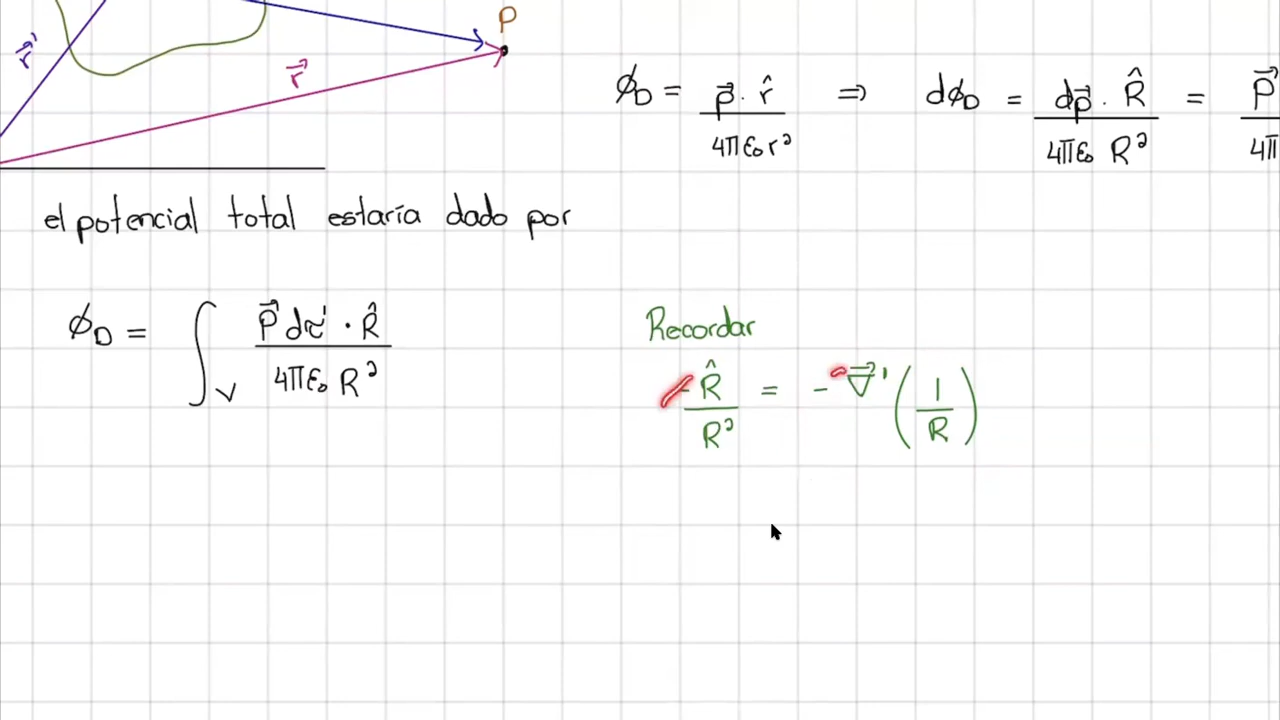 P
r⃗'
r⃗
ϕ_D = p⃗ · r̂ / 4πε₀r² ⇒ dϕ_D = dp⃗ · R̂ / 4πε₀ R² = P⃗ / 4π
el potencial total estaría dado por
ϕ_D = ∫_V P⃗ dτ' · R̂ / 4πε₀ R²
Recordar
- R̂ / R² = - ∇⃗' ( 1 / R )